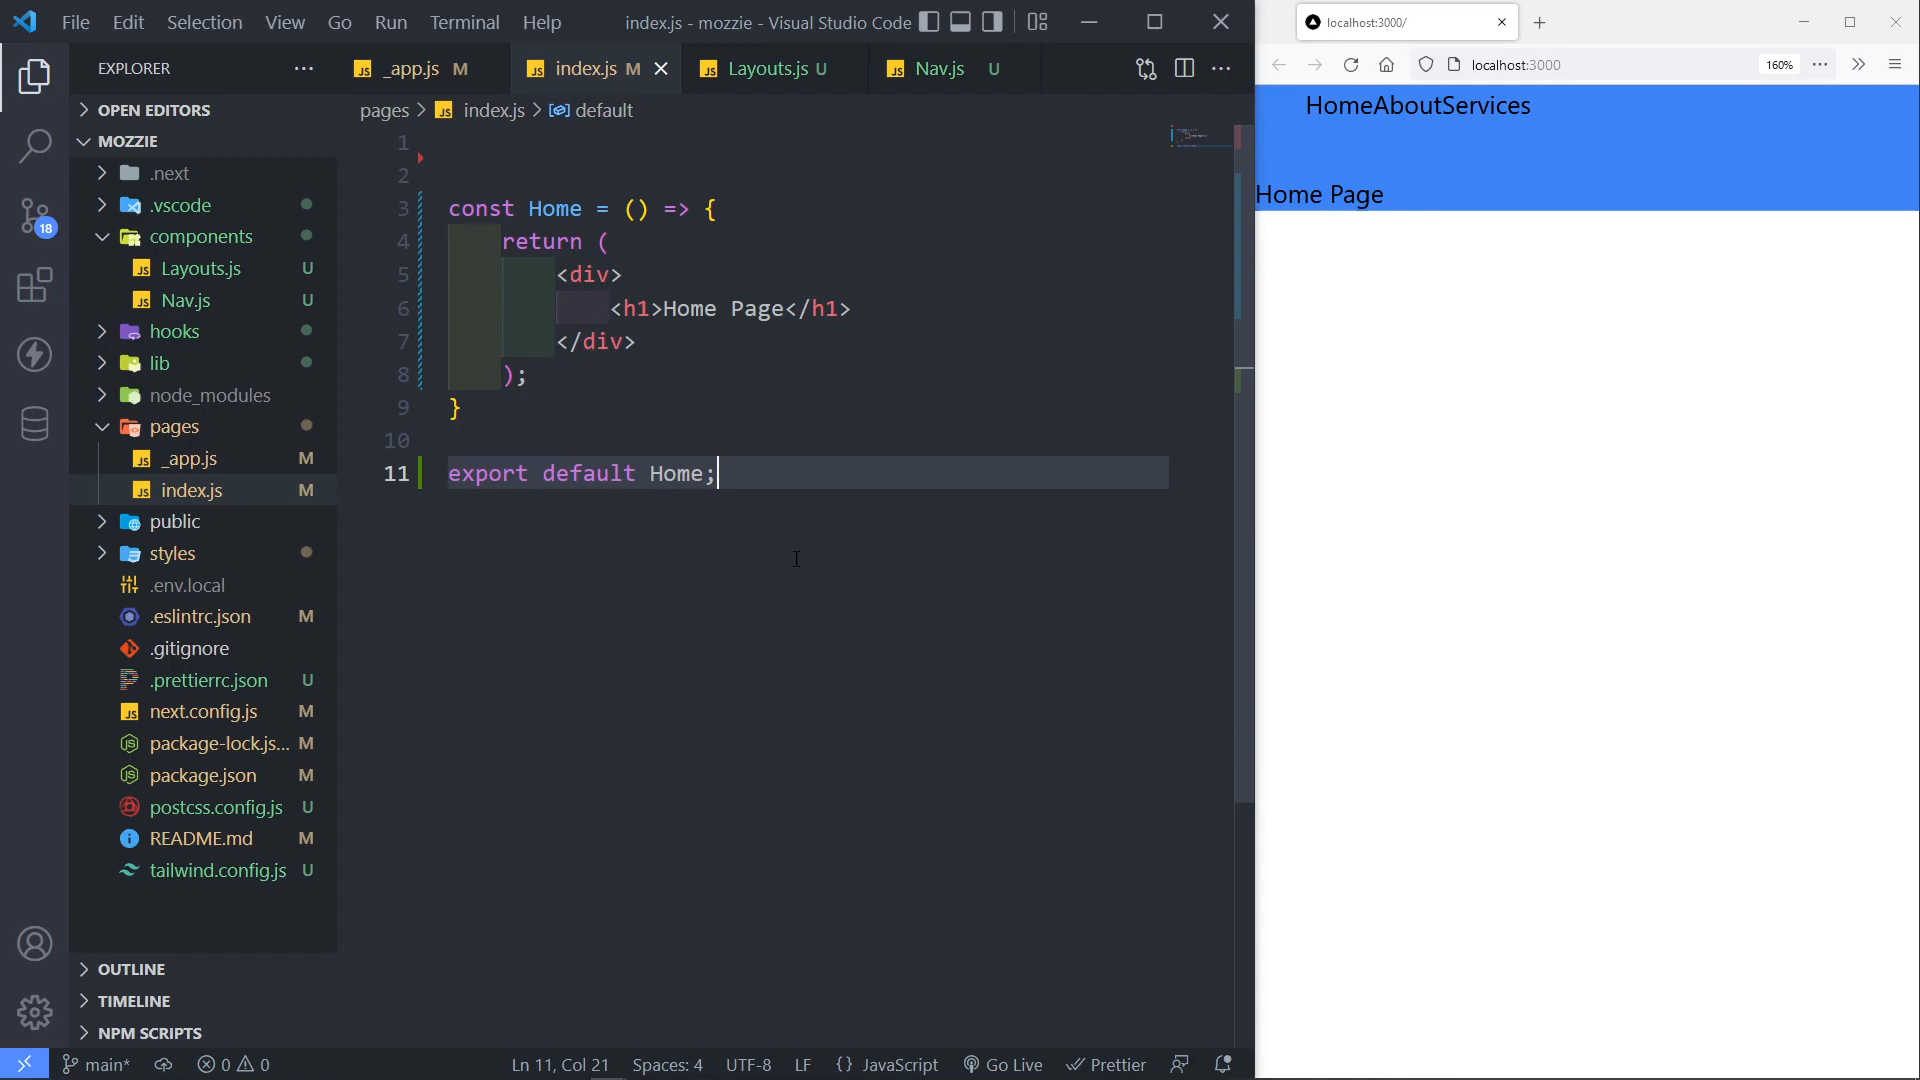 File Edit Selection View Go Run Terminal Help
index.js - mozzie - Visual Studio Code
EXPLORER
OPEN EDITORS
MOZZIE
.next
.vscode
components
Layouts.js U
Nav.js U
hooks
lib
node_modules
pages
_app.js M
index.js M
public
styles
.env.local
.eslintrc.json M
.gitignore
.prettierrc.json U
next.config.js M
package-lock.js... M
package.json M
postcss.config.js U
README.md M
tailwind.config.js U
OUTLINE
TIMELINE
NPM SCRIPTS
18
_app.js M index.js M Layouts.js U Nav.js U
pages > index.js > default
1
2
3 const Home = () => {
4 return (
5 <div>
6 <h1>Home Page</h1>
7 </div>
8 );
9 }
10
11 export default Home;
main* 0 0 Ln 11, Col 21 Spaces: 4 UTF-8 LF {} JavaScript Go Live Prettier
localhost:3000/
localhost:3000 160%
HomeAboutServices
Home Page